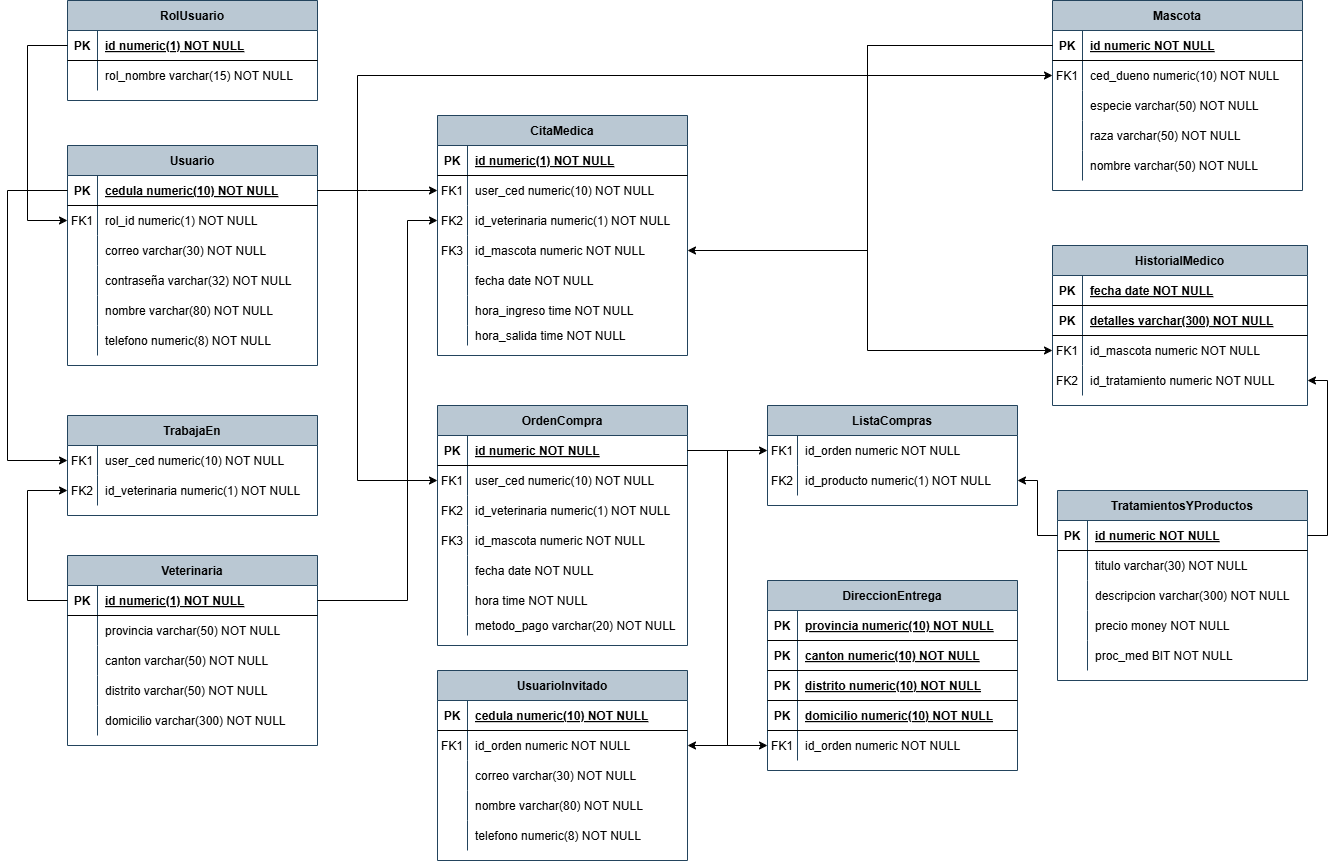 RolUsuario
PK id numeric(1) NOT NULL
rol_nombre varchar(15) NOT NULL
Usuario
PK cedula numeric(10) NOT NULL
FK1 rol_id numeric(1) NOT NULL
correo varchar(30) NOT NULL
contraseña varchar(32) NOT NULL
nombre varchar(80) NOT NULL
telefono numeric(8) NOT NULL
TrabajaEn
FK1 user_ced numeric(10) NOT NULL
FK2 id_veterinaria numeric(1) NOT NULL
Veterinaria
PK id numeric(1) NOT NULL
provincia varchar(50) NOT NULL
canton varchar(50) NOT NULL
distrito varchar(50) NOT NULL
domicilio varchar(300) NOT NULL
CitaMedica
PK id numeric(1) NOT NULL
FK1 user_ced numeric(10) NOT NULL
FK2 id_veterinaria numeric(1) NOT NULL
FK3 id_mascota numeric NOT NULL
fecha date NOT NULL
hora_ingreso time NOT NULL
hora_salida time NOT NULL
OrdenCompra
PK id numeric NOT NULL
FK1 user_ced numeric(10) NOT NULL
FK2 id_veterinaria numeric(1) NOT NULL
FK3 id_mascota numeric NOT NULL
fecha date NOT NULL
hora time NOT NULL
metodo_pago varchar(20) NOT NULL
UsuarioInvitado
PK cedula numeric(10) NOT NULL
FK1 id_orden numeric NOT NULL
correo varchar(30) NOT NULL
nombre varchar(80) NOT NULL
telefono numeric(8) NOT NULL
ListaCompras
FK1 id_orden numeric NOT NULL
FK2 id_producto numeric(1) NOT NULL
DireccionEntrega
PK provincia numeric(10) NOT NULL
PK canton numeric(10) NOT NULL
PK distrito numeric(10) NOT NULL
PK domicilio numeric(10) NOT NULL
FK1 id_orden numeric NOT NULL
Mascota
PK id numeric NOT NULL
FK1 ced_dueno numeric(10) NOT NULL
especie varchar(50) NOT NULL
raza varchar(50) NOT NULL
nombre varchar(50) NOT NULL
HistorialMedico
PK fecha date NOT NULL
PK detalles varchar(300) NOT NULL
FK1 id_mascota numeric NOT NULL
FK2 id_tratamiento numeric NOT NULL
TratamientosYProductos
PK id numeric NOT NULL
titulo varchar(30) NOT NULL
descripcion varchar(300) NOT NULL
precio money NOT NULL
proc_med BIT NOT NULL